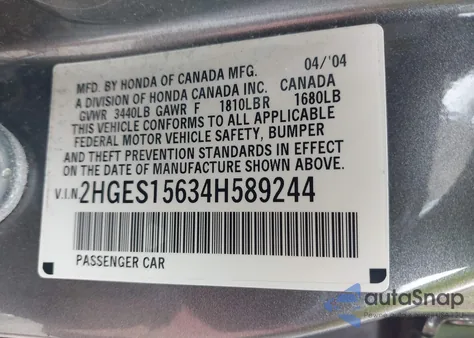 MFD. BY HONDA OF CANADA MFG. 04/'04
A DIVISION OF HONDA CANADA INC. CANADA
GVWR 3440LB GAWR F 1810LBR 1680LB
THIS VEHICLE CONFORMS TO ALL APPLICABLE
FEDERAL MOTOR VEHICLE SAFETY, BUMPER
AND THEFT PREVENTION STANDARDS IN EFFECT
ON THE DATE OF MANUFACTURE SHOWN ABOVE.
V.I.N. 2HGES15634H589244
PASSENGER CAR
autaSnap